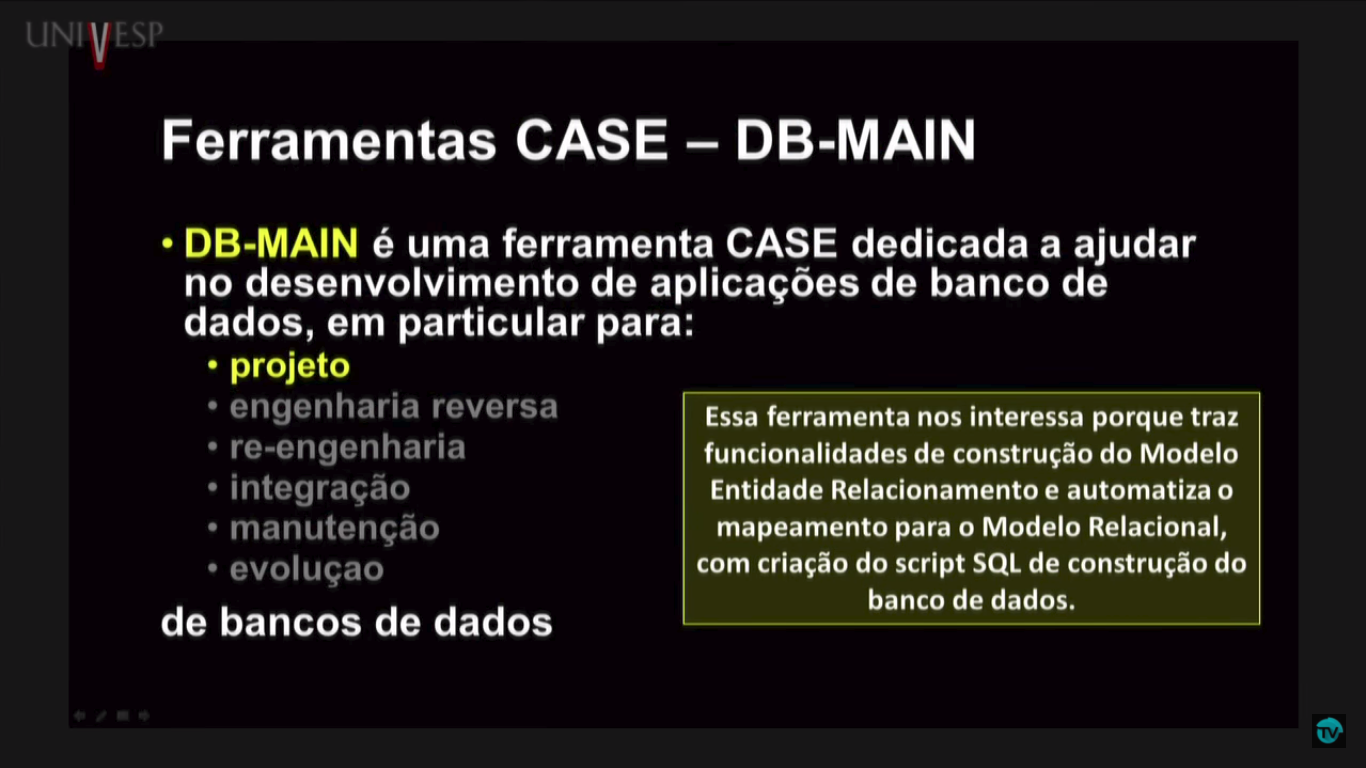 UNIVESP
Ferramentas CASE – DB-MAIN
• DB-MAIN é uma ferramenta CASE dedicada a ajudar
no desenvolvimento de aplicações de banco de
dados, em particular para:
• projeto
• engenharia reversa
• re-engenharia
• integração
• manutenção
• evoluçao
de bancos de dados
Essa ferramenta nos interessa porque traz
funcionalidades de construção do Modelo
Entidade Relacionamento e automatiza o
mapeamento para o Modelo Relacional,
com criação do script SQL de construção do
banco de dados.
TV